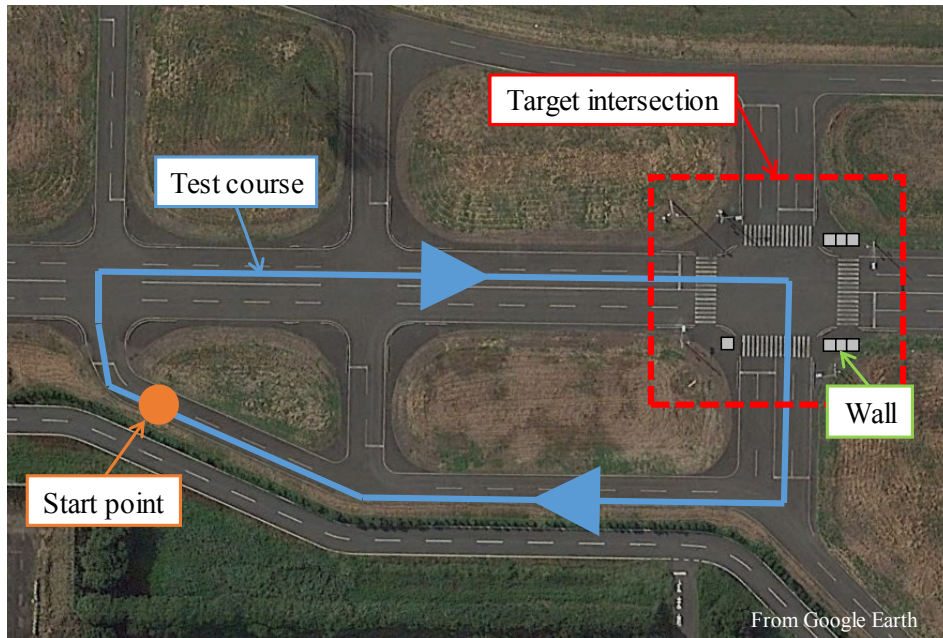 Target intersection
Test course
Wall
Start point
From Google Earth